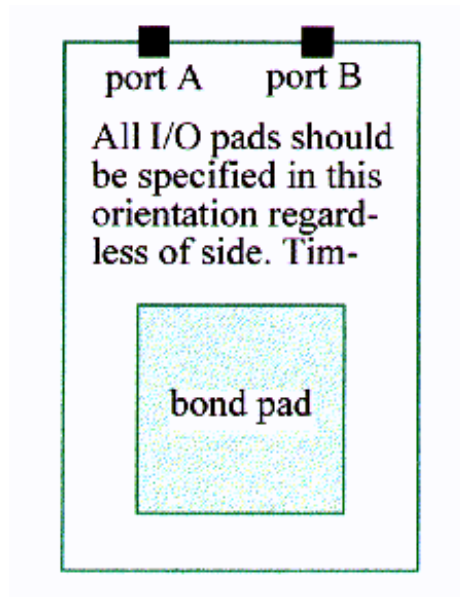 port A port B
All I/O pads should
be specified in this
orientation regard-
less of side. Tim-
bond pad